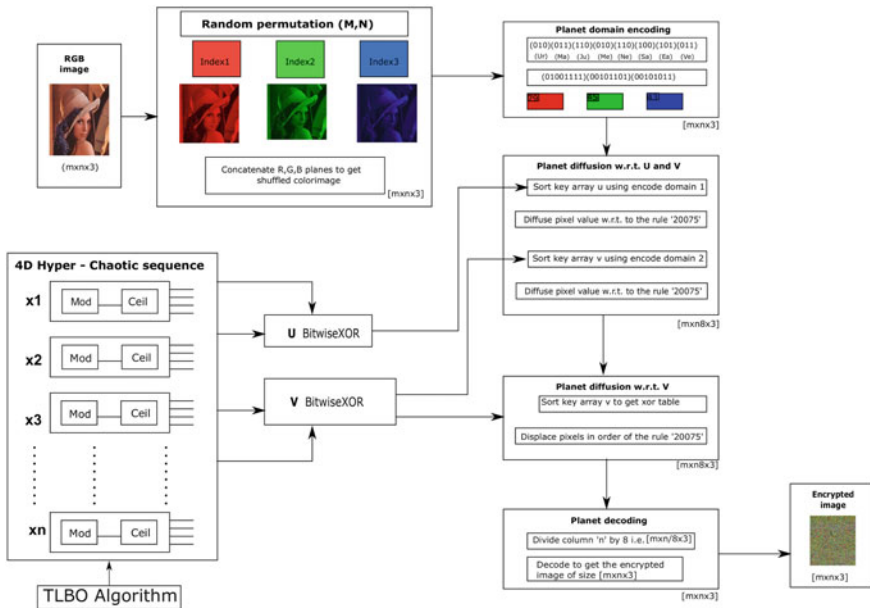 RGB
image
(mxnx3)
Random permutation (M,N)
Index1
Index2
Index3
Concatenate R,G,B planes to get
shuffled colorimage
[mxnx3]
Planet domain encoding
(010)(011)(110)(010)(110)(100)(101)(011)
(Ur) (Ma) (Ju) (Me) (Ne) (Sa) (Ea) (Ve)
(01001111)(00101101)(00101011)
[mxnx3]
Planet diffusion w.r.t. U and V
Sort key array u using encode domain 1
Diffuse pixel value w.r.t to the rule '20075'
Sort key array v using encode domain 2
Diffuse pixel value w.r.t to the rule '20075'
[mxn8x3]
4D Hyper - Chaotic sequence
x1
Mod
Ceil
x2
Mod
Ceil
x3
Mod
Ceil
xn
Mod
Ceil
TLBO Algorithm
U BitwiseXOR
V BitwiseXOR
Planet diffusion w.r.t. V
Sort key array v to get xor table
Displace pixels in order of the rule '20075'
[mxn8x3]
Planet decoding
Divide column 'n' by 8 i.e. [mxn/8x3]
Decode to get the encrypted
image of size [mxnx3]
[mxnx3]
Encrypted
image
[mxnx3]